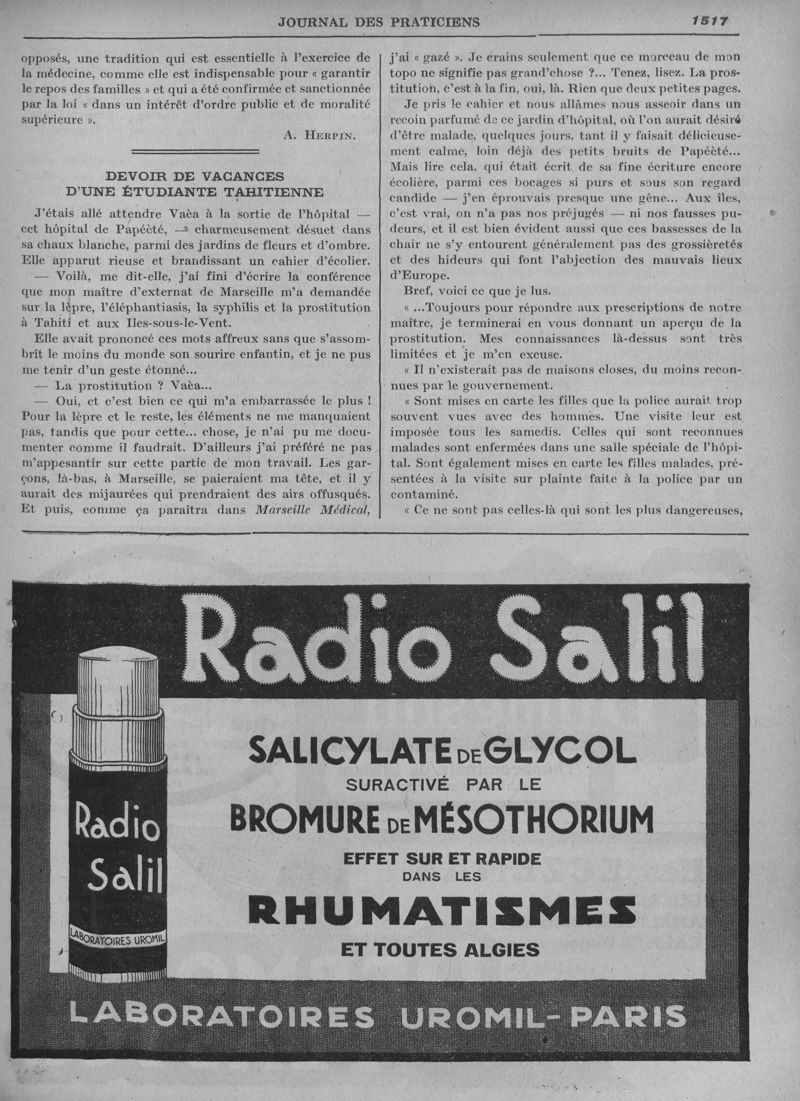 JOURNAL DES PRATICIENS
1517
opposés, une tradition qui est essentielle à l'exercice de
la médecine, comme elle est indispensable pour « garantir
le repos des familles » et qui a été confirmée et sanctionnée
par la loi « dans un intérêt d'ordre public et de moralité
supérieure ».
A. HERPIN.
DEVOIR DE VACANCES
D'UNE ÉTUDIANTE TAHITIENNE
J'étais allé attendre Vaèa à la sortie de l'hôpital —
cet hôpital de Papéété, — charmeusement désuet dans
sa chaux blanche, parmi des jardins de fleurs et d'ombre.
Elle apparut rieuse et brandissant un cahier d'écolier.
— Voilà, me dit-elle, j'ai fini d'écrire la conférence
que mon maître d'externat de Marseille m'a demandée
sur la lèpre, l'éléphantiasis, la syphilis et la prostitution
à Tahiti et aux Iles-sous-le-Vent.
Elle avait prononcé ces mots affreux sans que s'assom-
brît le moins du monde son sourire enfantin, et je ne pus
me tenir d'un geste étonné...
— La prostitution ? Vaèa...
— Oui, et c'est bien ce qui m'a embarrassée le plus !
Pour la lèpre et le reste, les éléments ne me manquaient
pas, tandis que pour cette... chose, je n'ai pu me docu-
menter comme il faudrait. D'ailleurs j'ai préféré ne pas
m'appesantir sur cette partie de mon travail. Les gar-
çons, là-bas, à Marseille, se paieraient ma tête, et il y
aurait des mijaurées qui prendraient des airs offusqués.
Et puis, comme ça paraîtra dans Marseille Médical,
j'ai « gazé ». Je crains seulement que ce morceau de mon
topo ne signifie pas grand'chose ?... Tenez, lisez. La pros-
titution, c'est à la fin, oui, là. Rien que deux petites pages.
Je pris le cahier et nous allâmes nous asseoir dans un
recoin parfumé de ce jardin d'hôpital, où l'on aurait désiré
d'être malade, quelques jours, tant il y faisait délicieuse-
ment calme, loin déjà des petits bruits de Papéété...
Mais lire cela, qui était écrit de sa fine écriture encore
écolière, parmi ces bocages si purs et sous son regard
candide — j'en éprouvais presque une gêne... Aux îles,
c'est vrai, on n'a pas nos préjugés — ni nos fausses pu-
deurs, et il est bien évident aussi que ces bassesses de la
chair ne s'y entourent généralement pas des grossièretés
et des hideurs qui font l'abjection des mauvais lieux
d'Europe.
Bref, voici ce que je lus.
« ...Toujours pour répondre aux prescriptions de notre
maître, je terminerai en vous donnant un aperçu de la
prostitution. Mes connaissances là-dessus sont très
limitées et je m'en excuse.
« Il n'existerait pas de maisons closes, du moins recon-
nues par le gouvernement.
« Sont mises en carte les filles que la police aurait trop
souvent vues avec des hommes. Une visite leur est
imposée tous les samedis. Celles qui sont reconnues
malades sont enfermées dans une salle spéciale de l'hôpi-
tal. Sont également mises en carte les filles malades, pré-
sentées à la visite sur plainte faite à la police par un
contaminé.
« Ce ne sont pas celles-là qui sont les plus dangereuses,
Radio Salil
SALICYLATE DE GLYCOL
SURACTIVÉ PAR LE
BROMURE DE MÉSOTHORIUM
EFFET SUR ET RAPIDE
DANS LES
RHUMATISMES
ET TOUTES ALGIES
Radio
Salil
LABORATOIRES UROMIL
LABORATOIRES UROMIL-PARIS